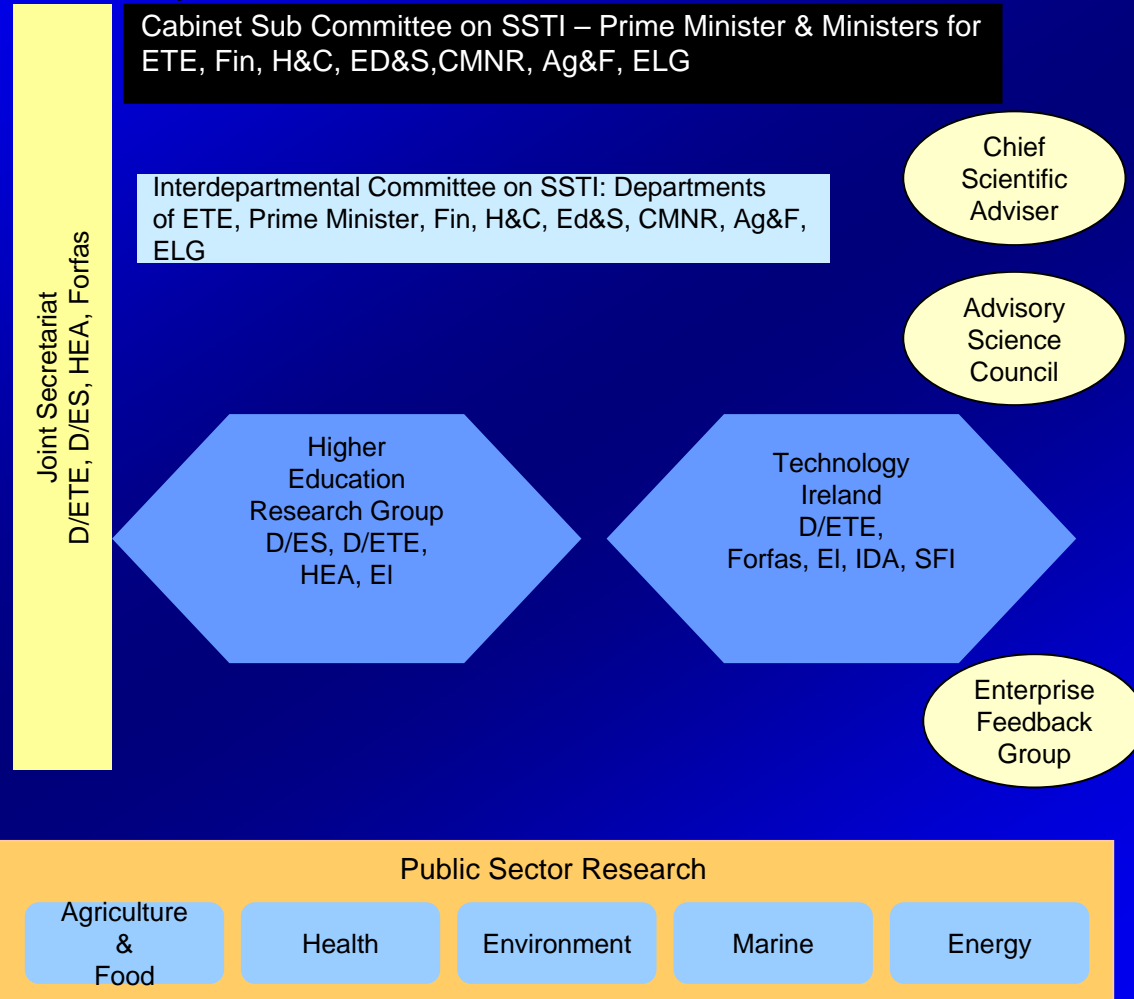 Cabinet Sub Committee on SSTI – Prime Minister & Ministers for
ETE, Fin, H&C, ED&S,CMNR, Ag&F, ELG
Chief
Scientific
Adviser
Interdepartmental Committee on SSTI: Departments
of ETE, Prime Minister, Fin, H&C, Ed&S, CMNR, Ag&F,
ELG
Joint Secretariat
D/ETE, D/ES, HEA, Forfas
Advisory
Science
Council
Higher
Education
Research Group
D/ES, D/ETE,
HEA, EI
Technology
Ireland
D/ETE,
Forfas, EI, IDA, SFI
Enterprise
Feedback
Group
Public Sector Research
Agriculture
&
Food
Health
Environment
Marine
Energy